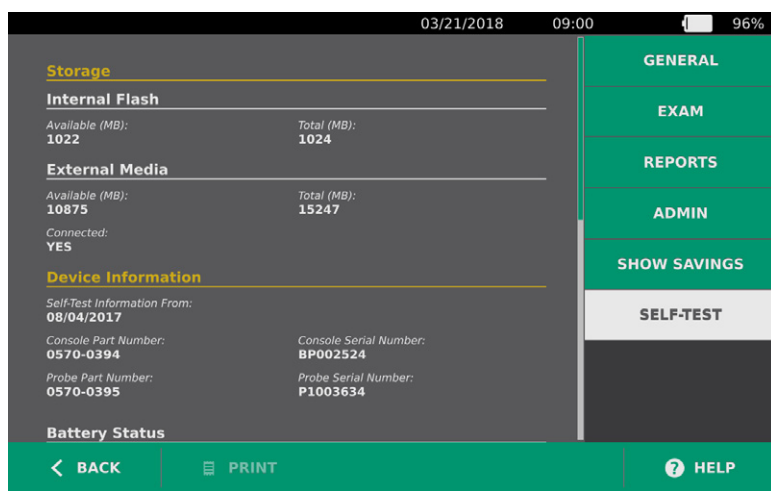 03/21/2018 09:00 96%
Storage
Internal Flash
Available (MB): Total (MB):
1022 1024
External Media
Available (MB): Total (MB):
10875 15247
Connected:
YES
Device Information
Self-Test Information From:
08/04/2017
Console Part Number: Console Serial Number:
0570-0394 BP002524
Probe Part Number: Probe Serial Number:
0570-0395 P1003634
Battery Status
GENERAL
EXAM
REPORTS
ADMIN
SHOW SAVINGS
SELF-TEST
BACK PRINT ? HELP